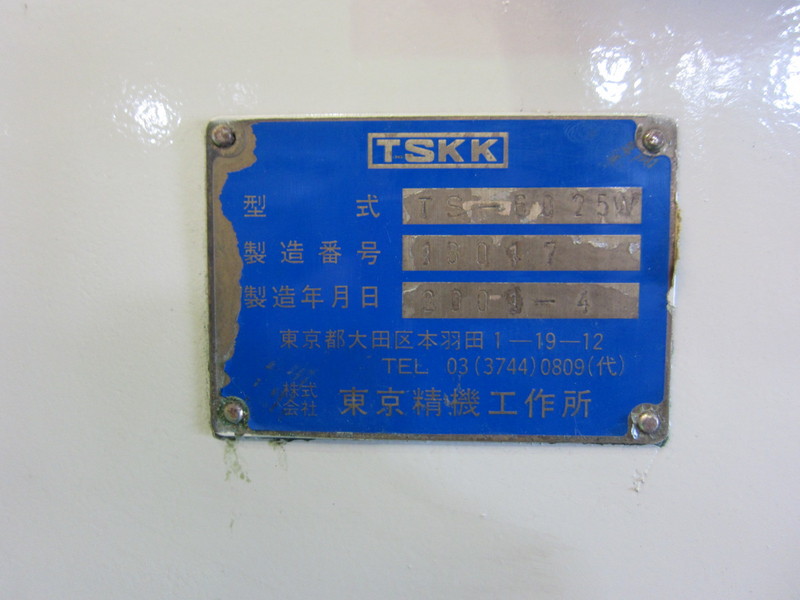 TSKK
型式 TS-6325W
製造番号
製造年月日
東京都大田区本羽田1-19-12
TEL 03(3744)0809(代)
株式会社 東京精機工作所